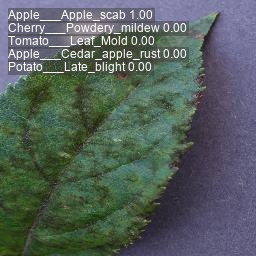 Apple___Apple_scab 1.00
Cherry___Powdery_mildew 0.00
Tomato___Leaf_Mold 0.00
Apple___Cedar_apple_rust 0.00
Potato___Late_blight 0.00